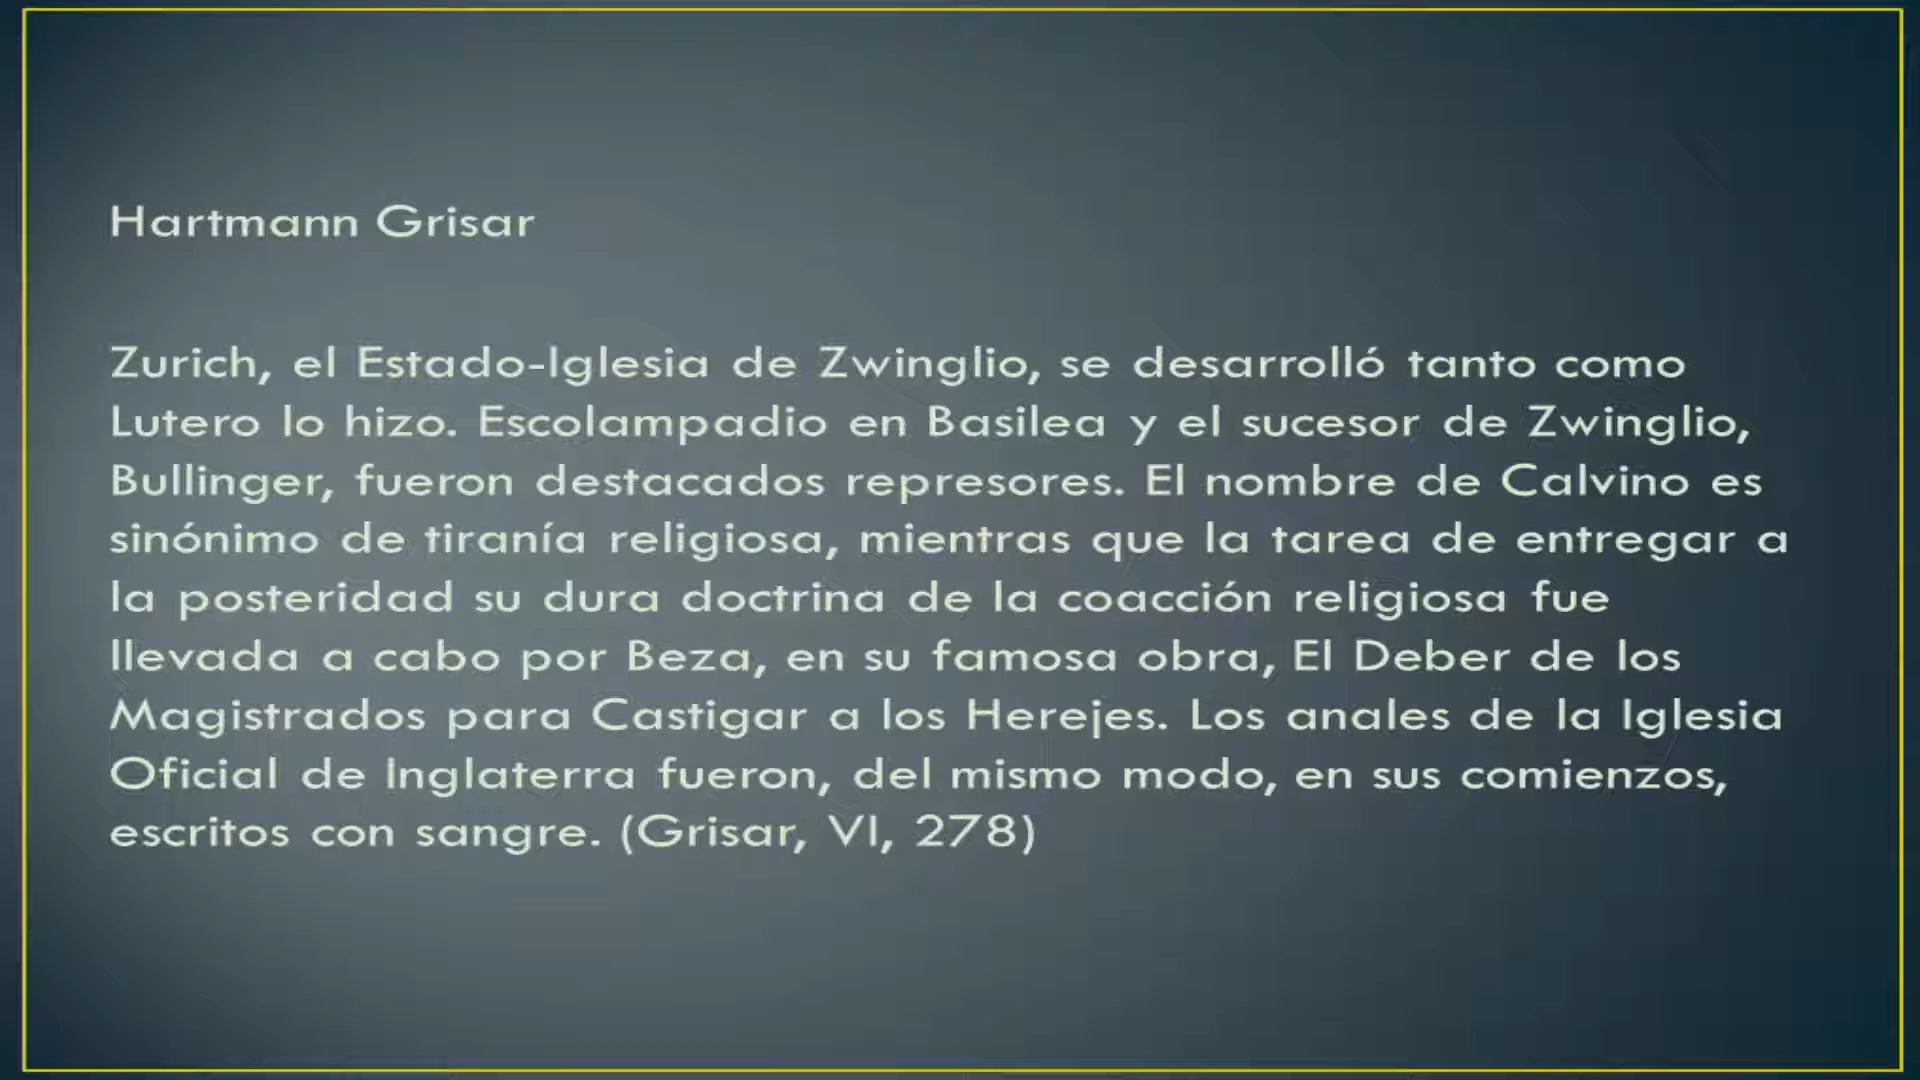 Hartmann Grisar
Zurich, el Estado-Iglesia de Zwinglio, se desarrolló tanto como
Lutero lo hizo. Escolampadio en Basilea y el sucesor de Zwinglio,
Bullinger, fueron destacados represores. El nombre de Calvino es
sinónimo de tiranía religiosa, mientras que la tarea de entregar a
la posteridad su dura doctrina de la coacción religiosa fue
llevada a cabo por Beza, en su famosa obra, El Deber de los
Magistrados para Castigar a los Herejes. Los anales de la Iglesia
Oficial de Inglaterra fueron, del mismo modo, en sus comienzos,
escritos con sangre. (Grisar, VI, 278)